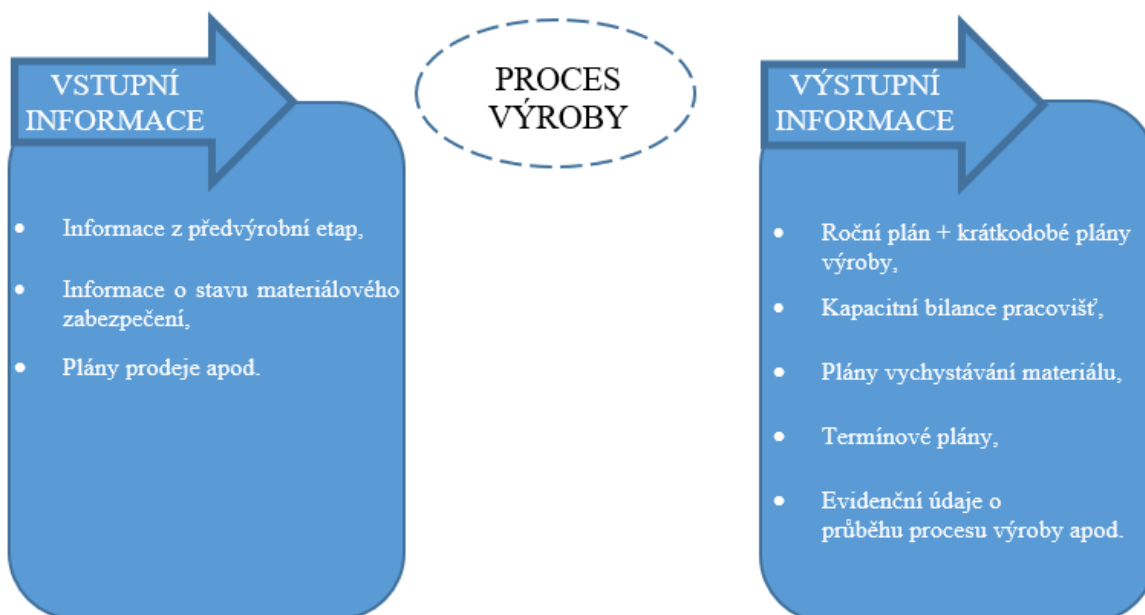 VSTUPNÍ
INFORMACE
Informace z předvýrobní etap,
Informace o stavu materiálového
zabezpečení,
Plány prodeje apod.
PROCES
VÝROBY
VÝSTUPNÍ
INFORMACE
Roční plán + krátkodobé plány
výroby,
Kapacitní bilance pracovišť,
Plány vychystávání materiálu,
Termínové plány,
Evidenční údaje o
průběhu procesu výroby apod.